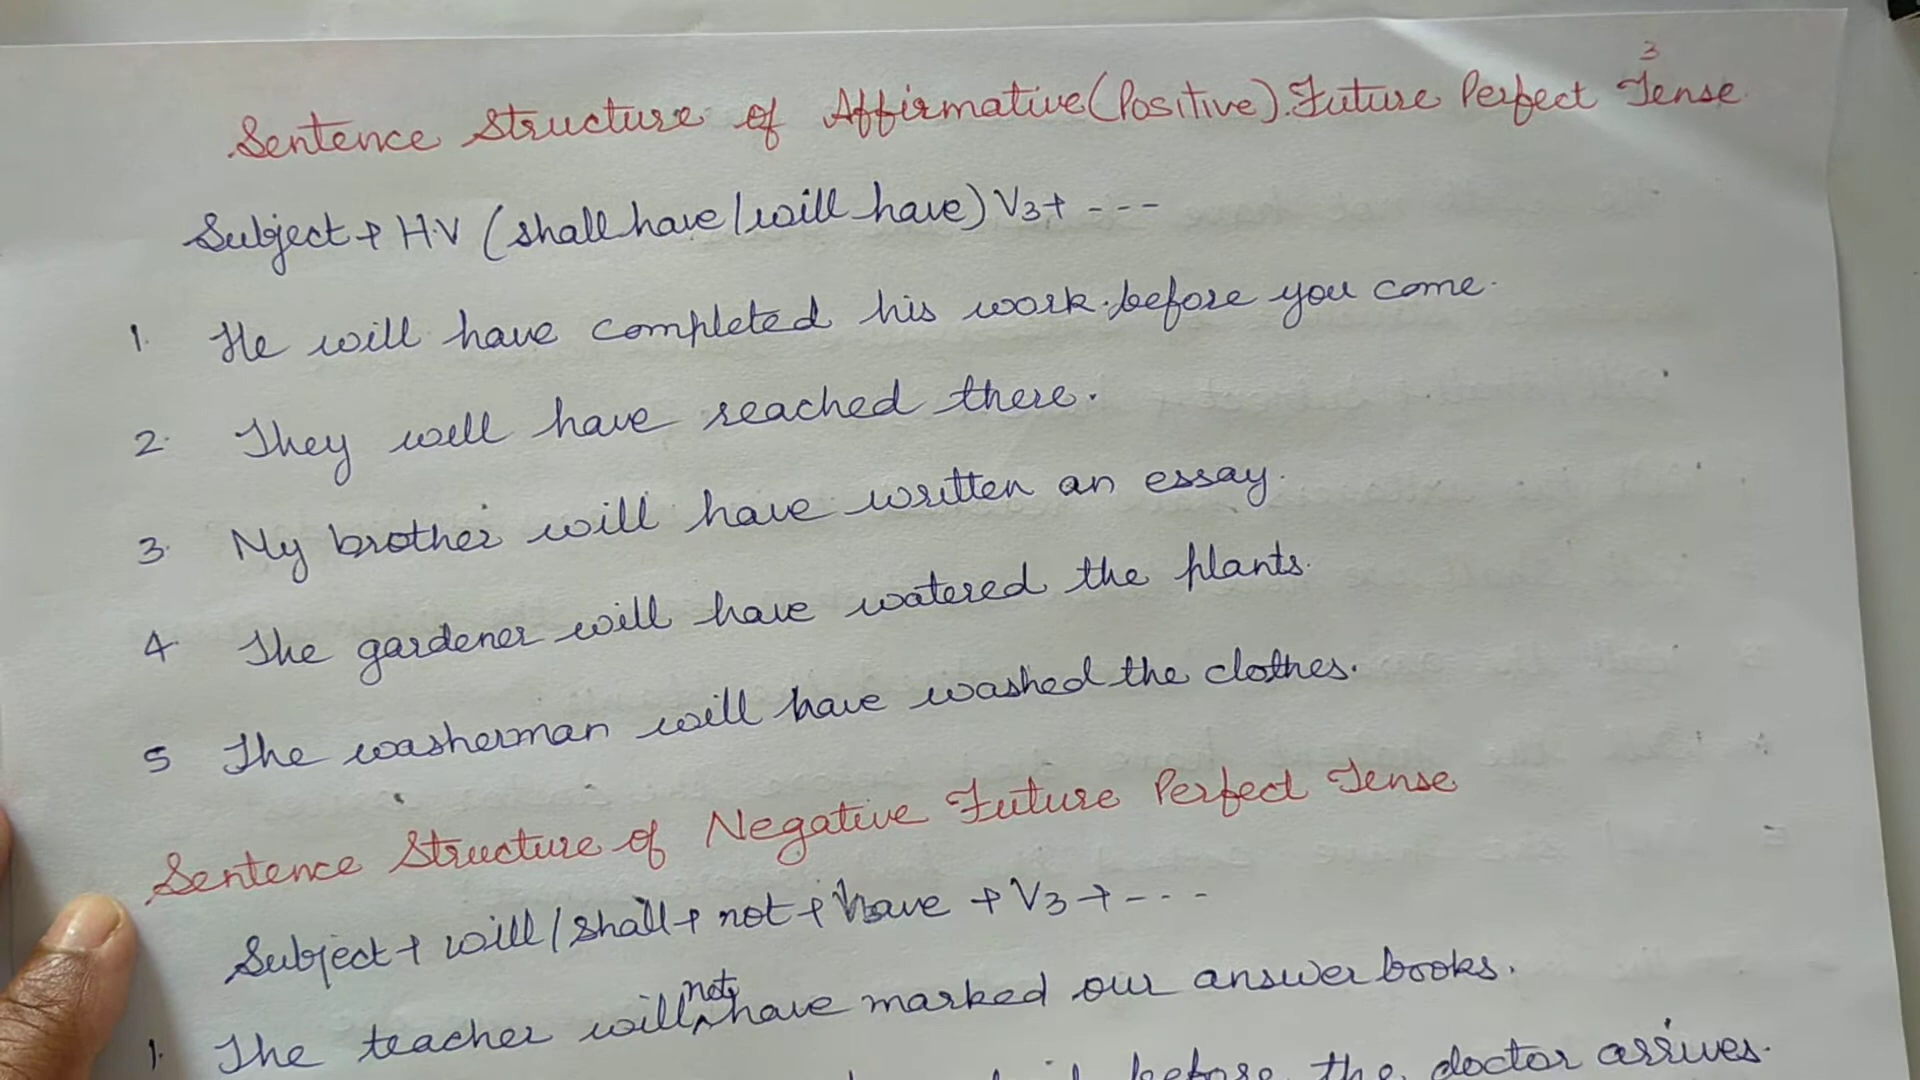 3
Sentence Structure of Affirmative (Positive). Future Perfect Tense
Subject + H.V (shall have / will have) V3 + ---
1. He will have completed his work before you come.
2. They will have reached there.
3. My brother will have written an essay.
4 The gardener will have watered the plants.
5 The washerman will have washed the clothes.
Sentence Structure of Negative Future Perfect Tense
Subject + will / shall + not + have + V3 + ---
1. The teacher will not have marked our answer books.
before the doctor arrives.